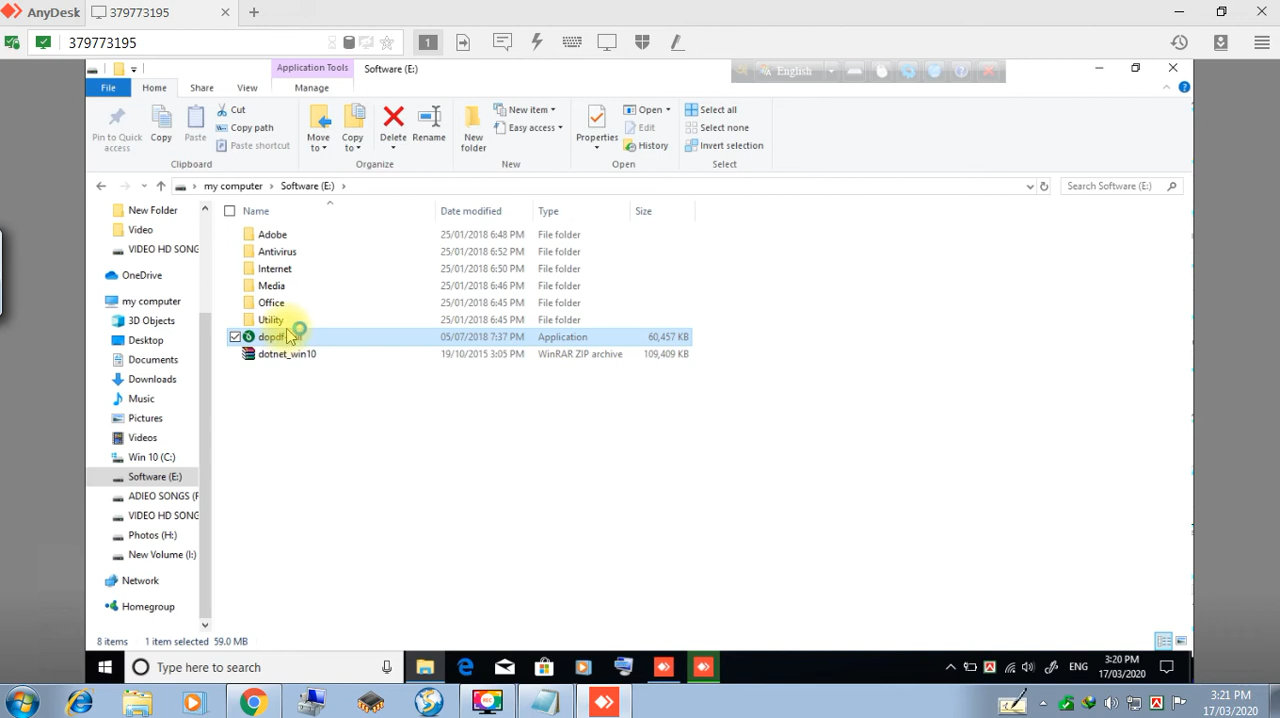 AnyDesk 379773195
379773195 1
Application Tools Software (E:) English
File Home Share View Manage
Pin to Quick access Copy Paste Cut Copy path Paste shortcut Move to Copy to Delete Rename New folder New item Easy access Properties Open Edit History Select all Select none Invert selection
Clipboard Organize New Open Select
my computer Software (E:) Search Software (E:)
Name Date modified Type Size
New Folder
Video
VIDEO HD SONG
OneDrive
my computer
3D Objects
Desktop
Documents
Downloads
Music
Pictures
Videos
Win 10 (C:)
Software (E:)
ADIEO SONGS (F
VIDEO HD SONG
Photos (H:)
New Volume (I:)
Network
Homegroup
Adobe 25/01/2018 6:48 PM File folder
Antivirus 25/01/2018 6:52 PM File folder
Internet 25/01/2018 6:50 PM File folder
Media 25/01/2018 6:46 PM File folder
Office 25/01/2018 6:45 PM File folder
Utility 25/01/2018 6:45 PM File folder
05/07/2018 7:37 PM Application 60,457 KB
dotnet_win10 19/10/2015 3:05 PM WinRAR ZIP archive 109,409 KB
8 items 1 item selected 59.0 MB
Type here to search ENG 3:20 PM
17/03/2020
3:21 PM
17/03/2020